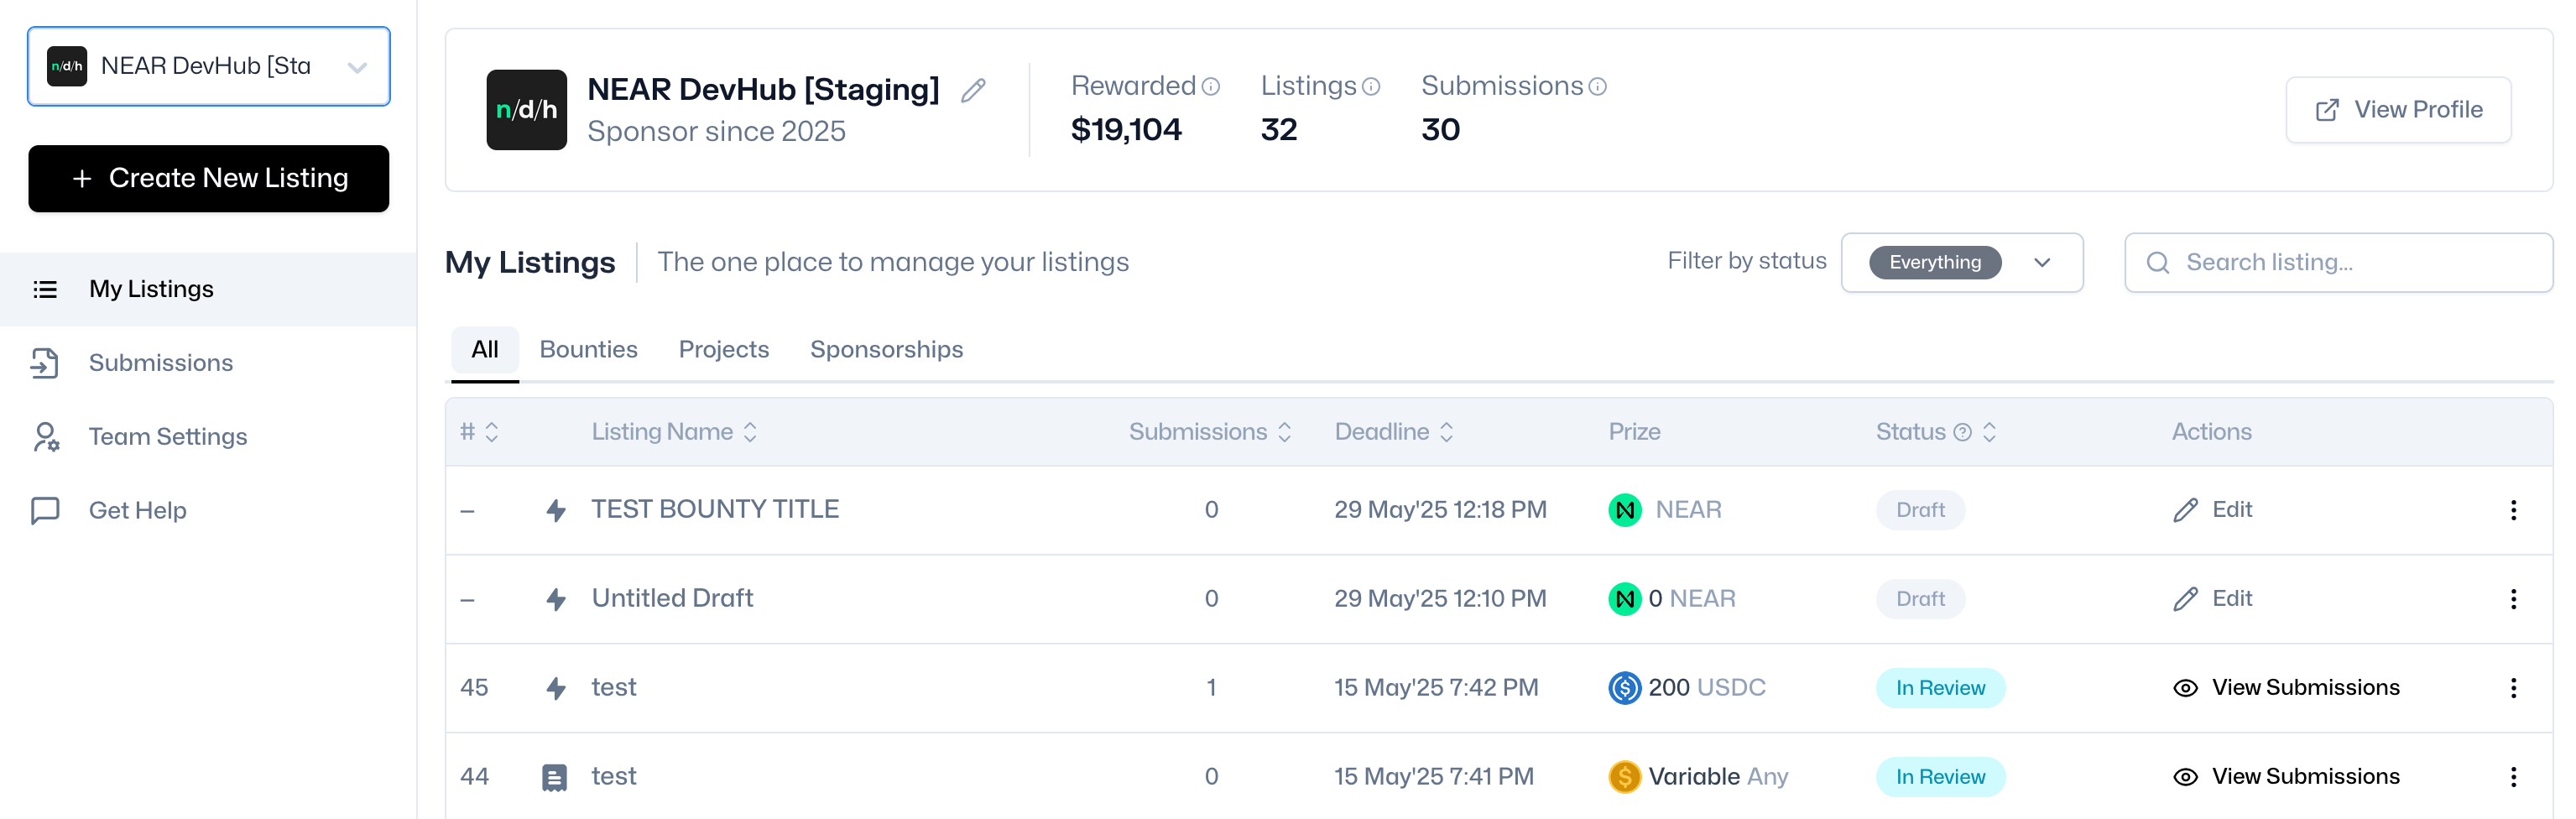 n/d/h NEAR DevHub [Sta
+ Create New Listing
My Listings
Submissions
Team Settings
Get Help
n/d/h
NEAR DevHub [Staging]
Sponsor since 2025
Rewarded
$19,104
Listings
32
Submissions
30
View Profile
My Listings
The one place to manage your listings
Filter by status
Everything
Search listing...
All Bounties Projects Sponsorships
# Listing Name Submissions Deadline Prize Status Actions
– TEST BOUNTY TITLE 0 29 May'25 12:18 PM NEAR Draft Edit
– Untitled Draft 0 29 May'25 12:10 PM 0 NEAR Draft Edit
45 test 1 15 May'25 7:42 PM 200 USDC In Review View Submissions
44 test 0 15 May'25 7:41 PM Variable Any In Review View Submissions